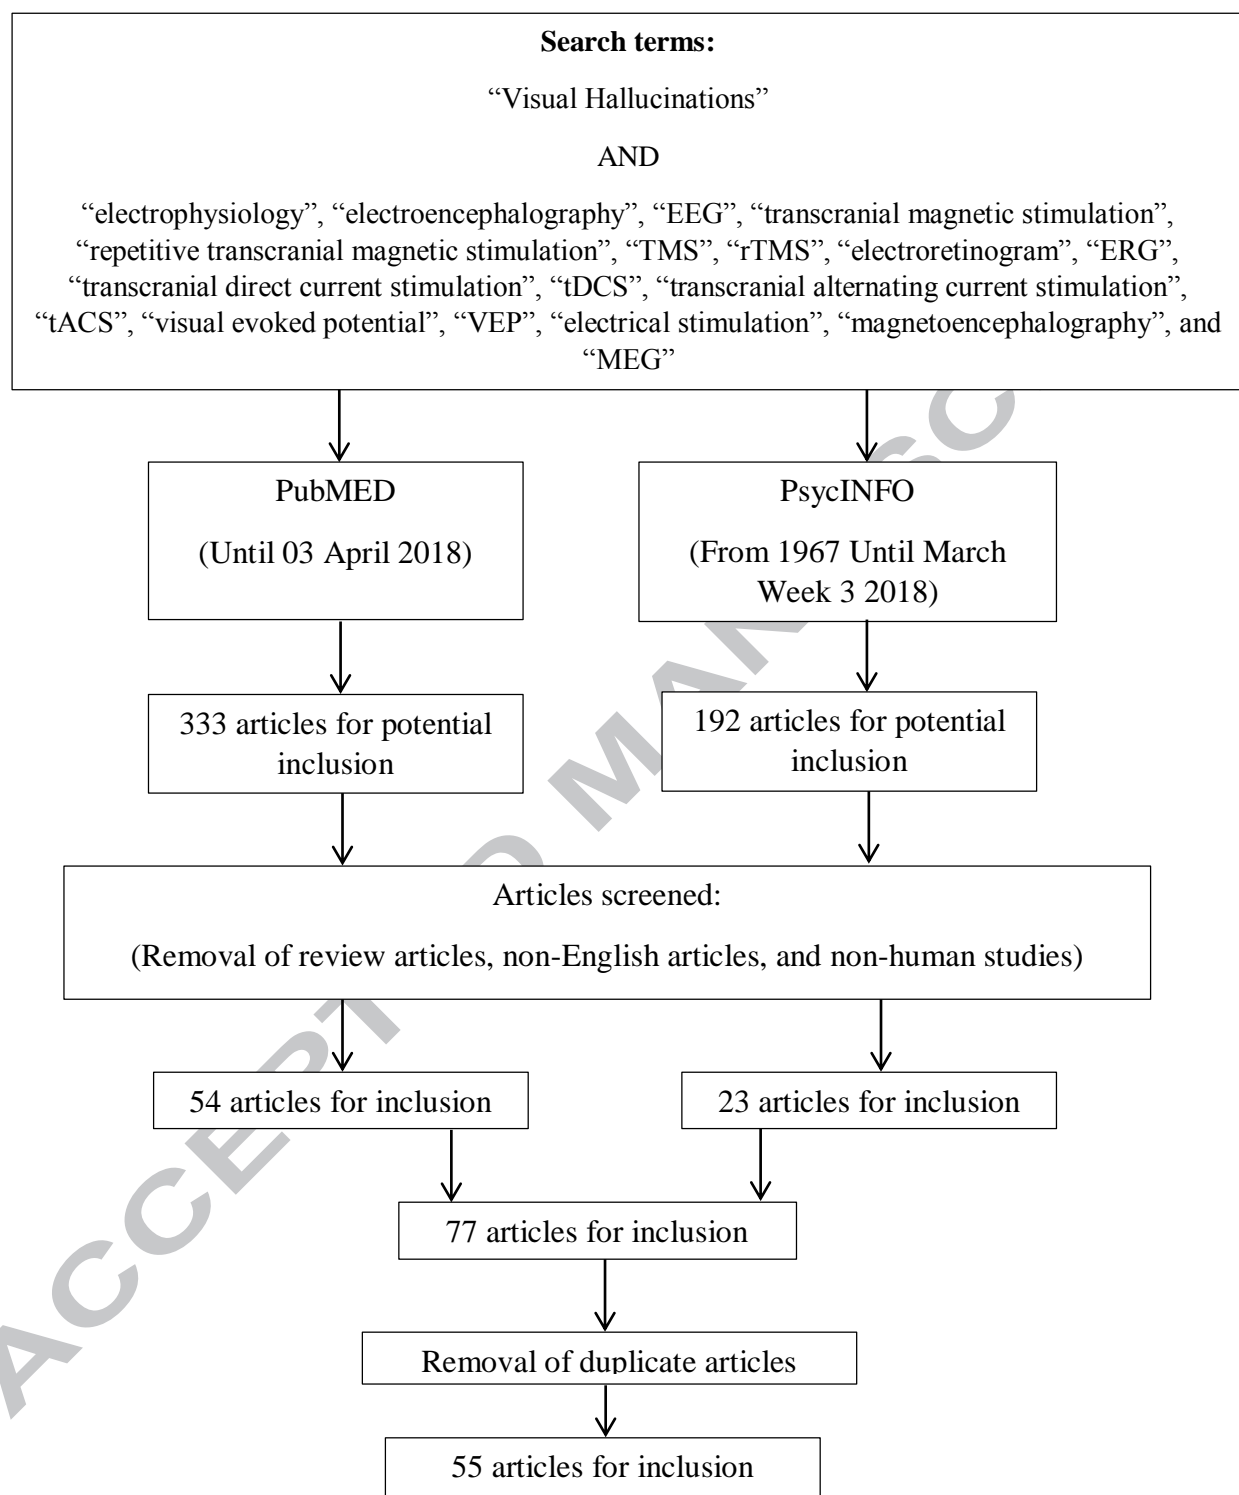 Search terms:
“Visual Hallucinations”
AND
“electrophysiology”, “electroencephalography”, “EEG”, “transcranial magnetic stimulation”,
“repetitive transcranial magnetic stimulation”, “TMS”, “rTMS”, “electroretinogram”, “ERG”,
“transcranial direct current stimulation”, “tDCS”, “transcranial alternating current stimulation”,
“tACS”, “visual evoked potential”, “VEP”, “electrical stimulation”, “magnetoencephalography”, and
“MEG”
PubMED
(Until 03 April 2018)
PsycINFO
(From 1967 Until March
Week 3 2018)
333 articles for potential
inclusion
192 articles for potential
inclusion
Articles screened:
(Removal of review articles, non-English articles, and non-human studies)
54 articles for inclusion
23 articles for inclusion
77 articles for inclusion
Removal of duplicate articles
55 articles for inclusion